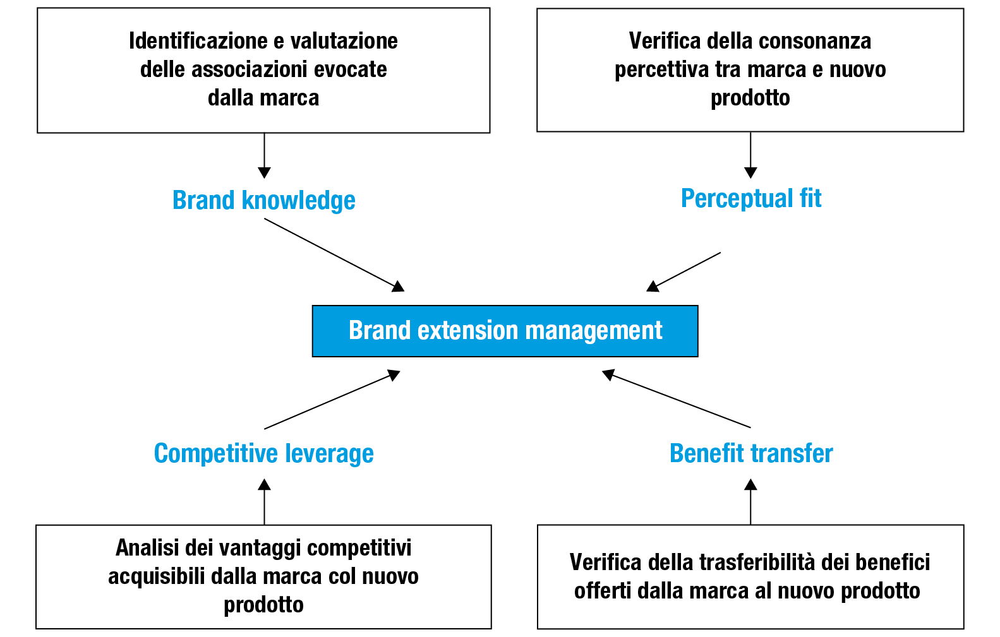 Identificazione e valutazione
delle associazioni evocate
dalla marca
Verifica della consonanza
percettiva tra marca e nuovo
prodotto
Brand knowledge
Perceptual fit
Brand extension management
Competitive leverage
Benefit transfer
Analisi dei vantaggi competitivi
acquisibili dalla marca col nuovo
prodotto
Verifica della trasferibilità dei benefici
offerti dalla marca al nuovo prodotto